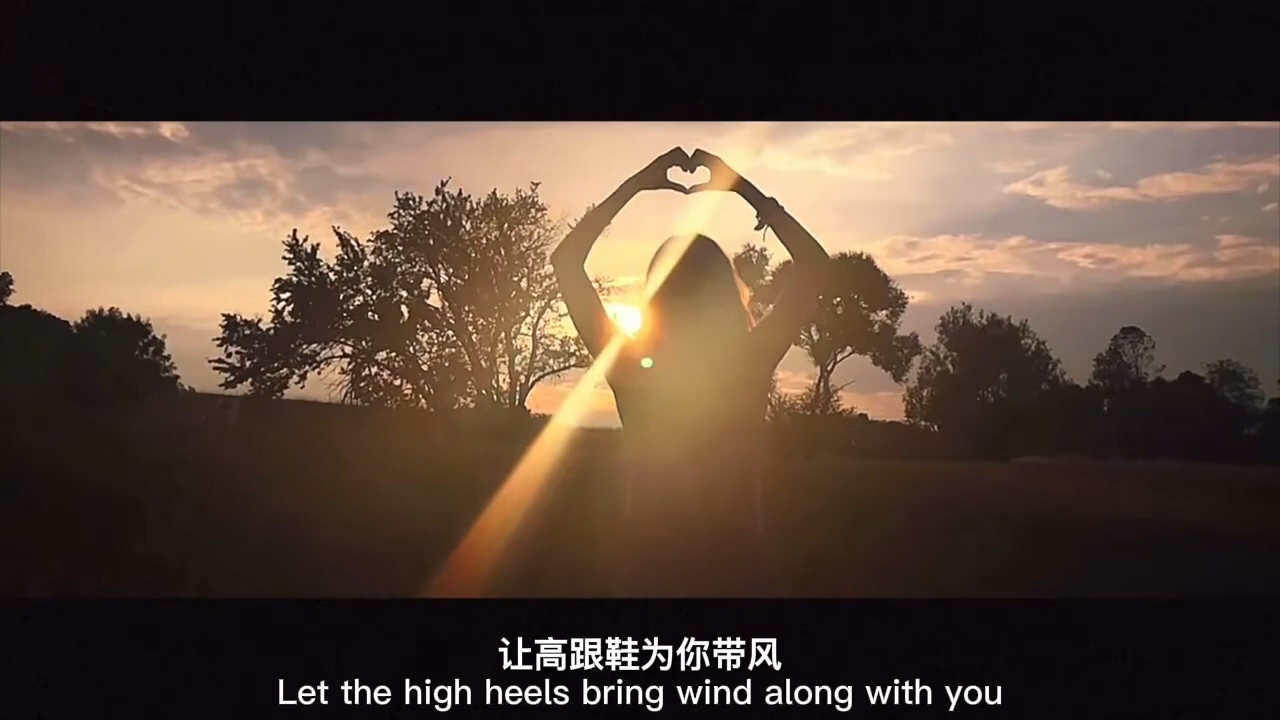 让高跟鞋为你带风
Let the high heels bring wind along with you